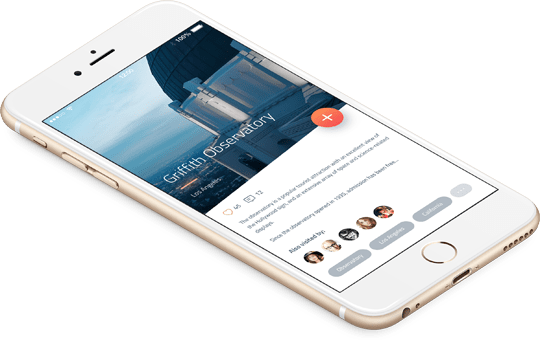 100%
Griffith Observatory
Los Angeles
45 12
The observatory is a popular tourist attraction with an excellent view of
the Hollywood sign, and an extensive array of space and science-related
displays.
Since the observatory opened in 1935, admission has been free...
Also visited by:
Observatory
Los Angeles
California